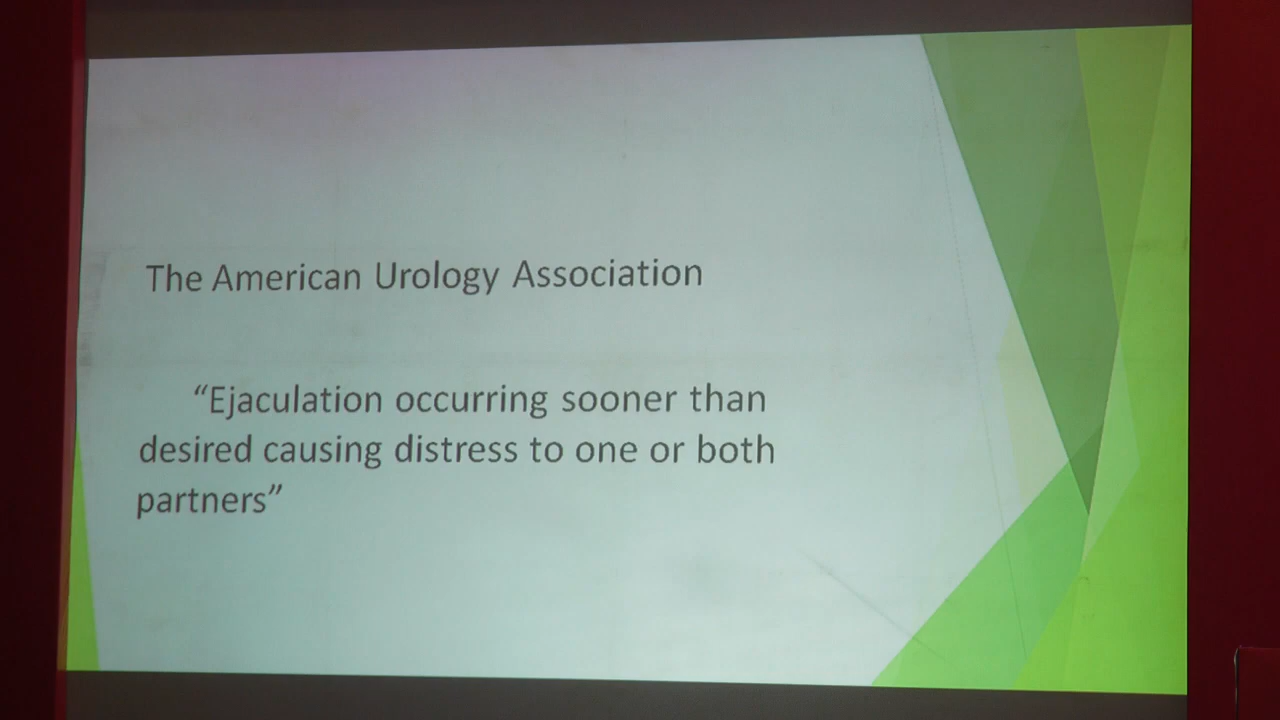 The American Urology Association
“Ejaculation occurring sooner than
desired causing distress to one or both
partners”